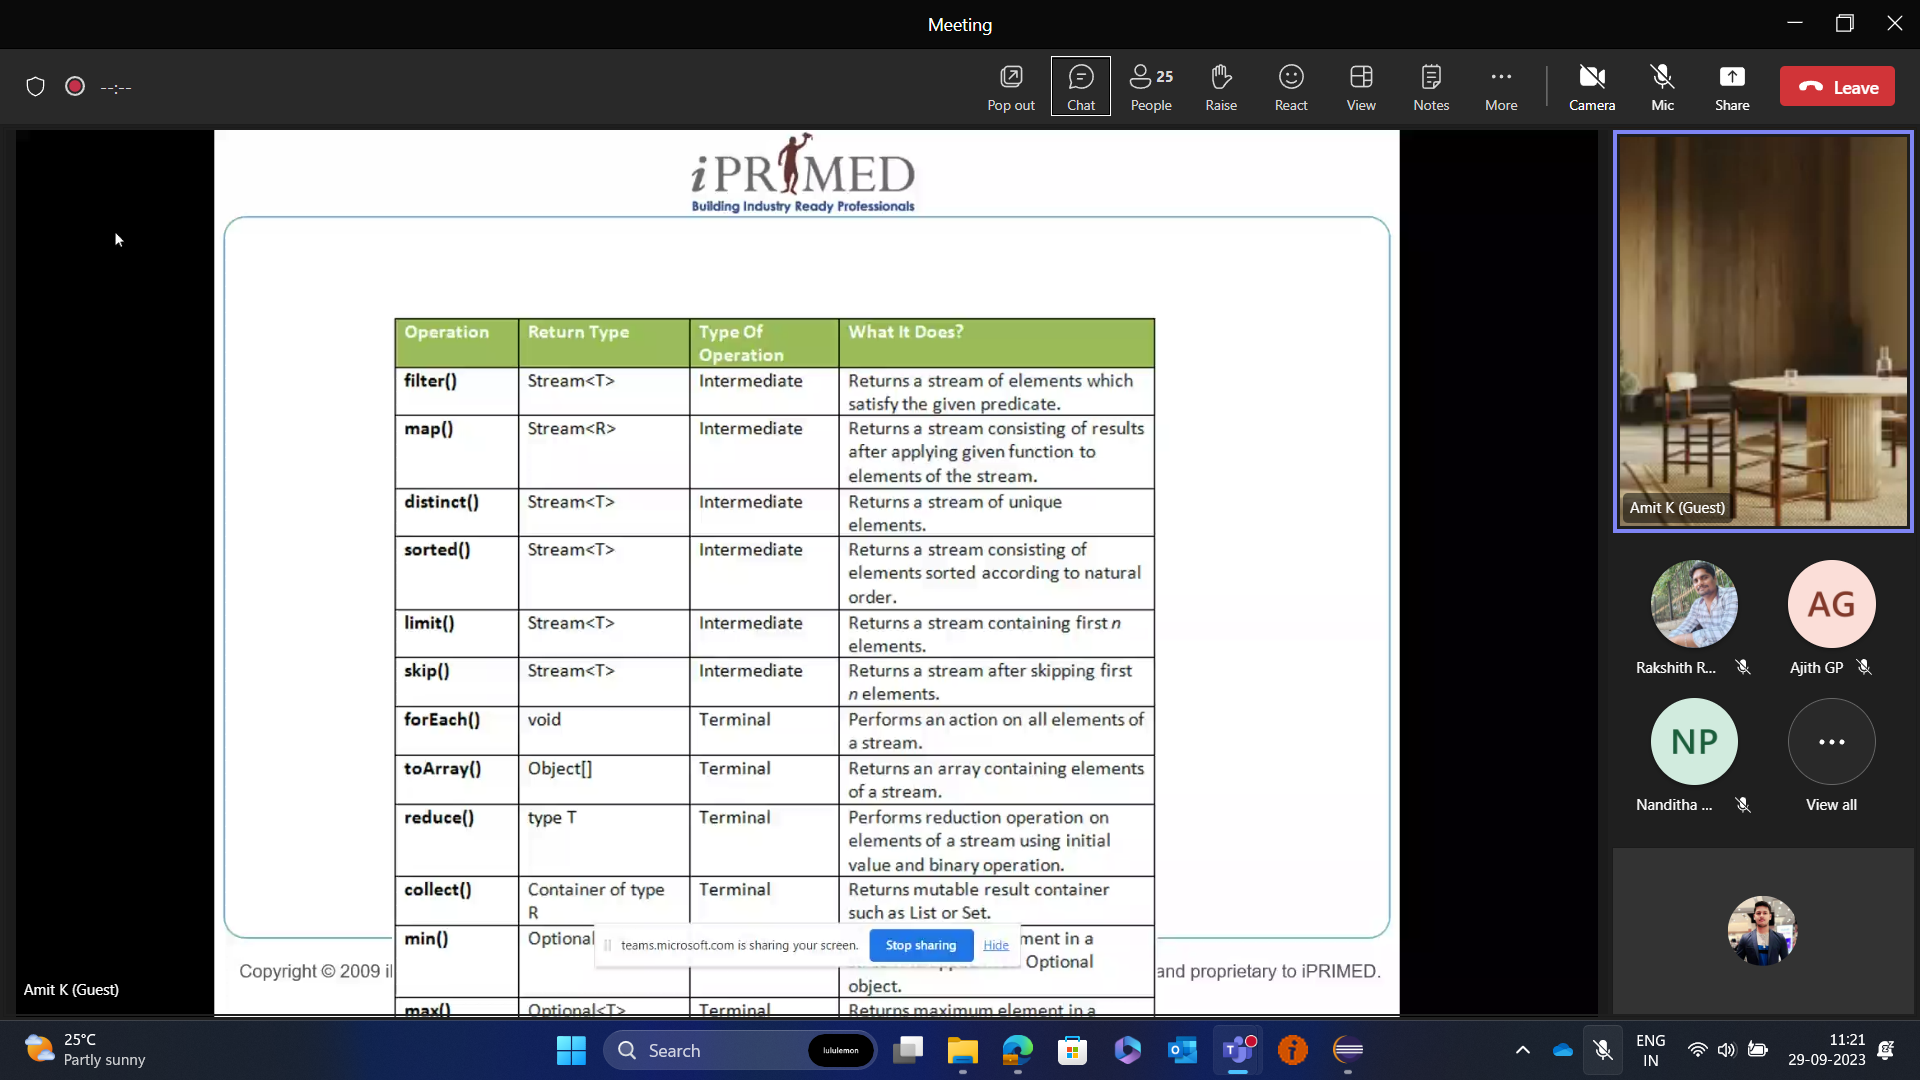 Meeting
--:--
Pop out
Chat
25
People
Raise
React
View
Notes
More
Camera
Mic
Share
Leave
iPRIMED
Building Industry Ready Professionals
Operation Return Type Type Of Operation What It Does?
filter() Stream<T> Intermediate Returns a stream of elements which
satisfy the given predicate.
map() Stream<R> Intermediate Returns a stream consisting of results
after applying given function to
elements of the stream.
distinct() Stream<T> Intermediate Returns a stream of unique
elements.
sorted() Stream<T> Intermediate Returns a stream consisting of
elements sorted according to natural
order.
limit() Stream<T> Intermediate Returns a stream containing first n
elements.
skip() Stream<T> Intermediate Returns a stream after skipping first
n elements.
forEach() void Terminal Performs an action on all elements of
a stream.
toArray() Object[] Terminal Returns an array containing elements
of a stream.
reduce() type T Terminal Performs reduction operation on
elements of a stream using initial
value and binary operation.
collect() Container of type R Terminal Returns mutable result container
such as List or Set.
min() Optional ment in a
Optional
object.
max() Optional<T> Terminal Returns maximum element in a
teams.microsoft.com is sharing your screen. Stop sharing Hide
Copyright © 2009 i and proprietary to iPRIMED.
Amit K (Guest)
Amit K (Guest)
Rakshith R...
AG
Ajith GP
NP
Nanditha ...
View all
25°C
Partly sunny
Search
lululemon
ENG
IN
11:21
29-09-2023